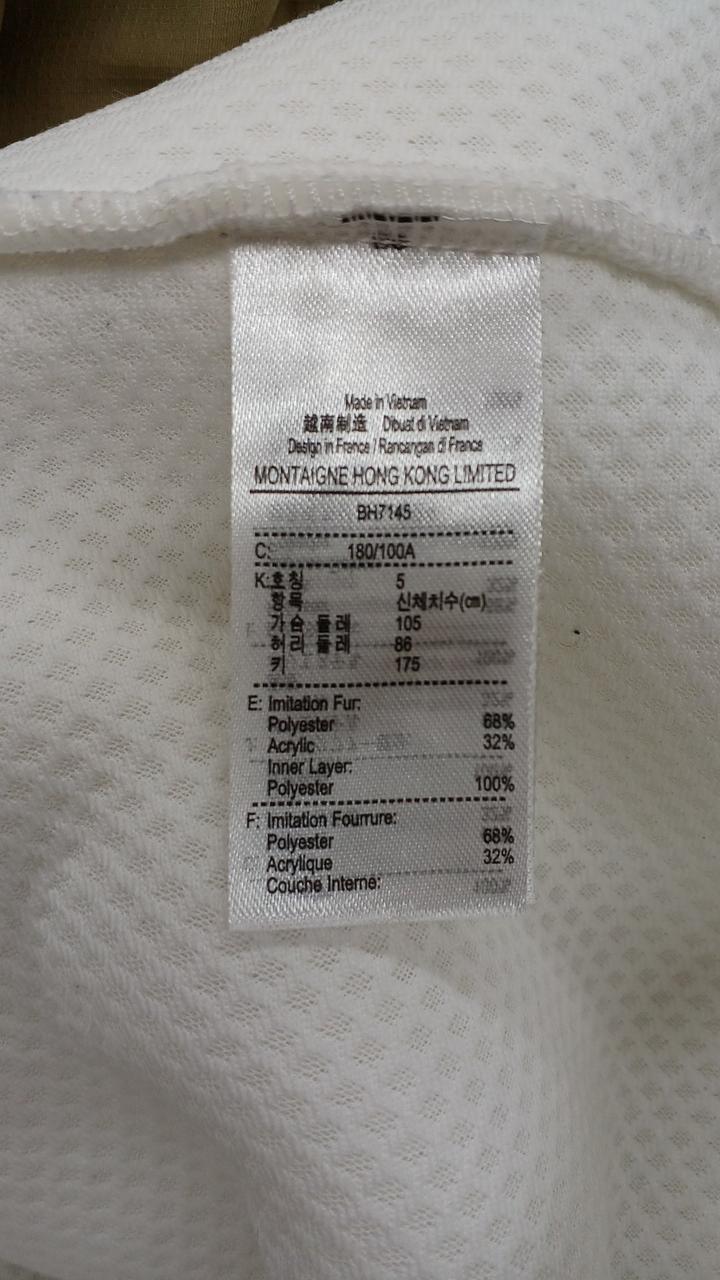 Made in Vietnam
越南制造 Dibuat di Vietnam
Design in France / Rancangan di France
MONTAIGNE HONG KONG LIMITED
BH7145
C: 180/100A
K:호칭 5
항목 신체치수(㎝)
가슴 둘레 105
허리 둘레 86
키 175
E: Imitation Fur:
Polyester 68%
Acrylic 32%
Inner Layer:
Polyester 100%
F: Imitation Fourrure:
Polyester 68%
Acrylique 32%
Couche Interne: